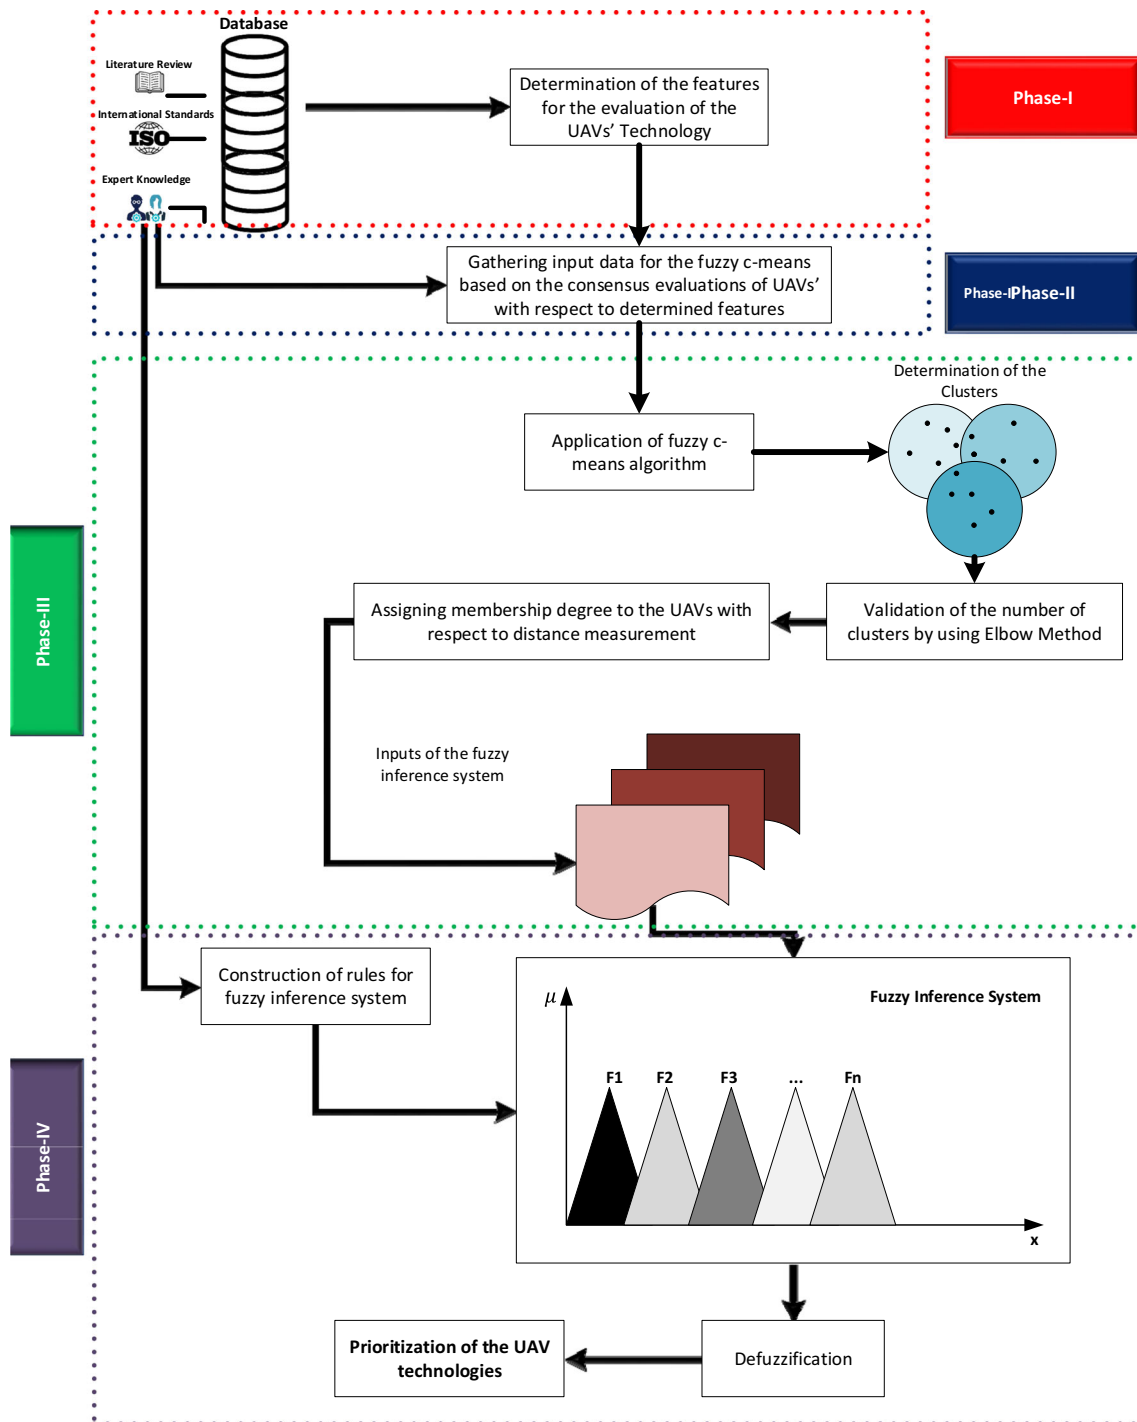 Database
Literature Review
International Standards
ISO
Expert Knowledge
Determination of the features
for the evaluation of the
UAVs' Technology
Phase-I
Gathering input data for the fuzzy c-means
based on the consensus evaluations of UAVs'
with respect to determined features
Phase-I
Phase-II
Determination of the
Clusters
Application of fuzzy c-
means algorithm
Phase-III
Assigning membership degree to the UAVs with
respect to distance measurement
Validation of the number of
clusters by using Elbow Method
Inputs of the fuzzy
inference system
Construction of rules for
fuzzy inference system
μ
Fuzzy Inference System
F1 F2 F3 ... Fn
x
Phase-IV
Prioritization of the UAV
technologies
Defuzzification